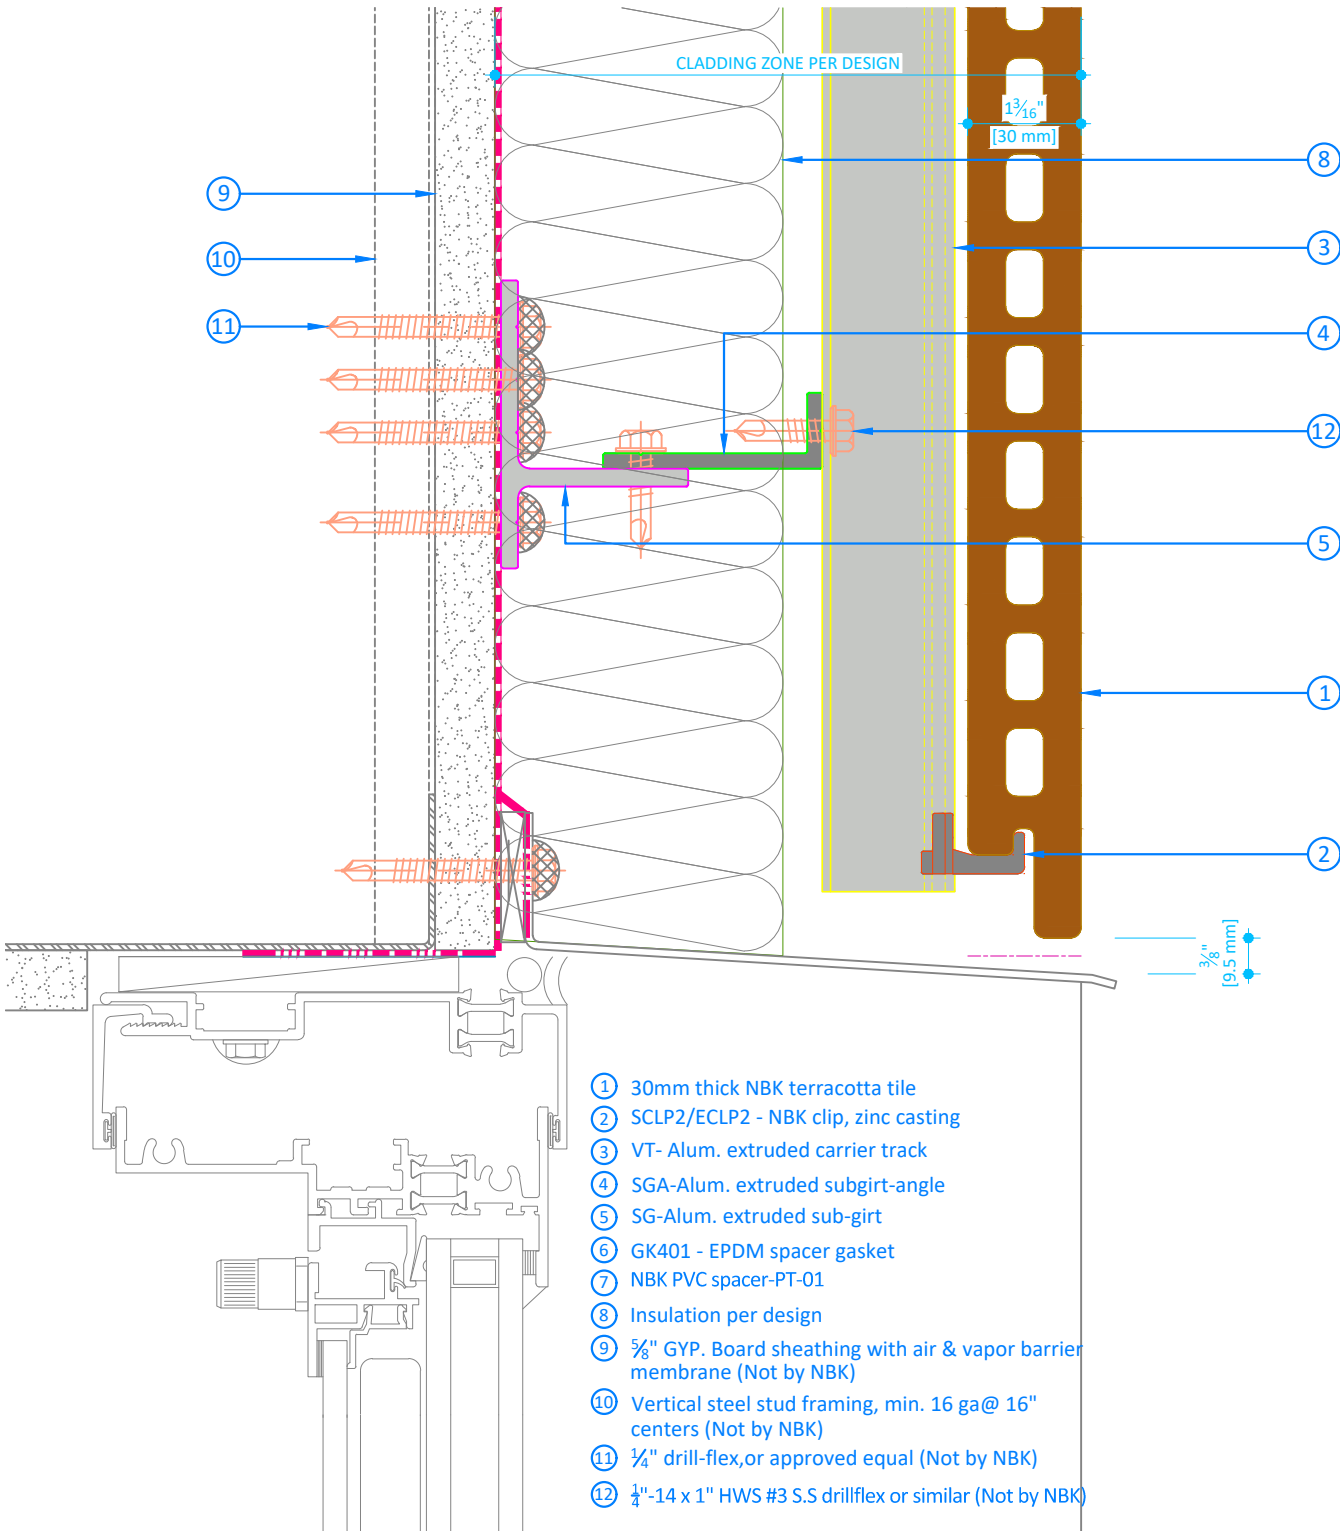 CLADDING ZONE PER DESIGN
1 3/16"
[30 mm]
8
9
3
10
11
4
12
5
1
2
3/8"
[9.5 mm]
1 30mm thick NBK terracotta tile
2 SCLP2/ECLP2 - NBK clip, zinc casting
3 VT- Alum. extruded carrier track
4 SGA-Alum. extruded subgirt-angle
5 SG-Alum. extruded sub-girt
6 GK401 - EPDM spacer gasket
7 NBK PVC spacer-PT-01
8 Insulation per design
9 5/8" GYP. Board sheathing with air & vapor barrier
membrane (Not by NBK)
10 Vertical steel stud framing, min. 16 ga@ 16"
centers (Not by NBK)
11 1/4" drill-flex,or approved equal (Not by NBK)
12 1/4"-14 x 1" HWS #3 S.S drillflex or similar (Not by NBK)